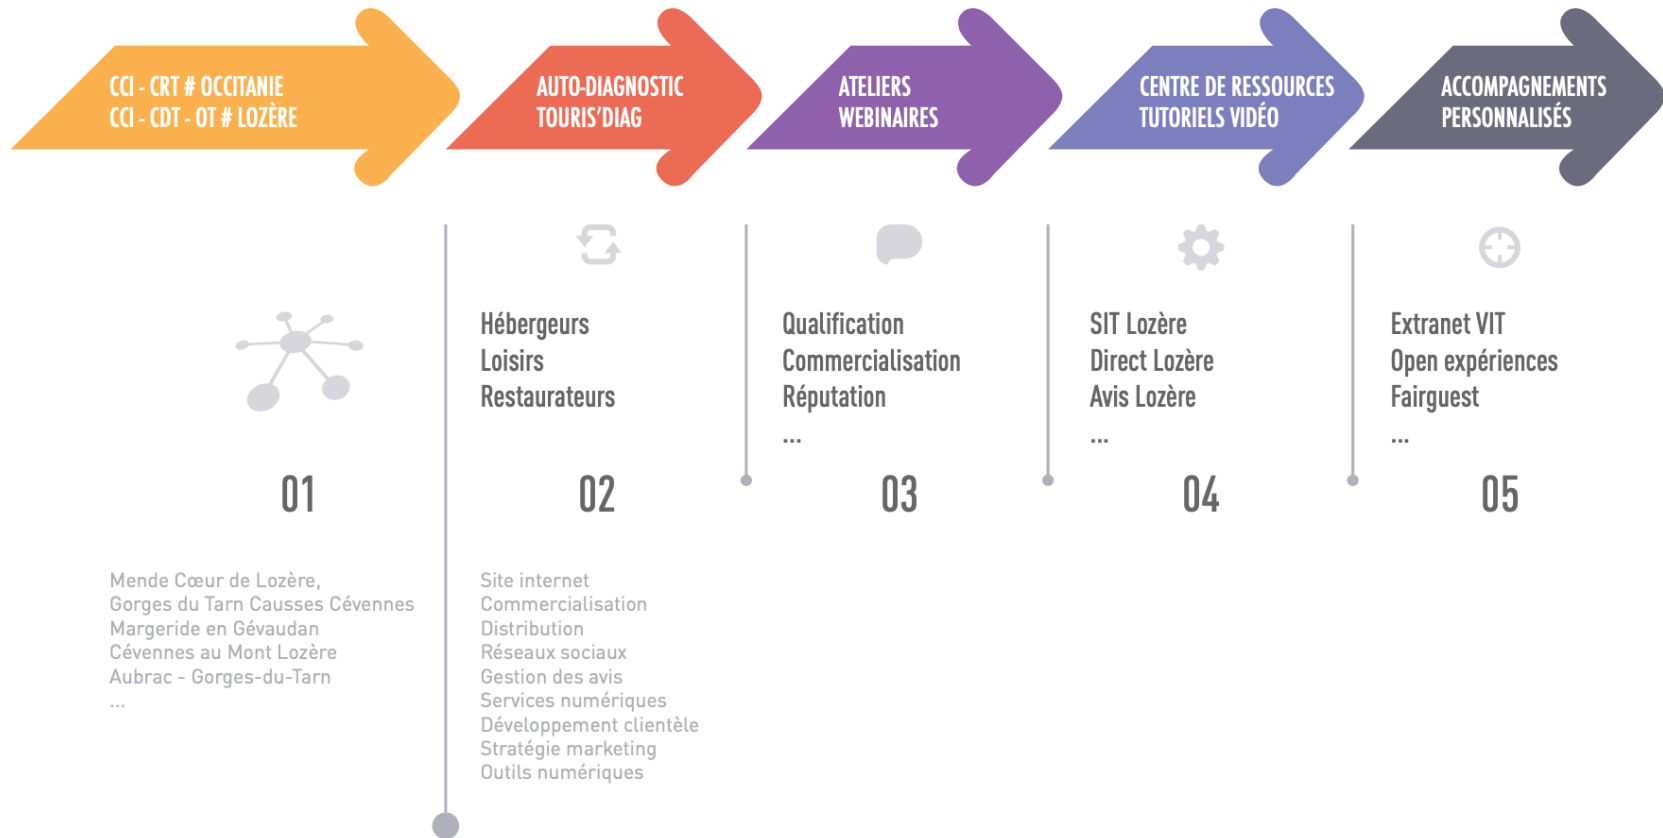 CCI - CRT # OCCITANIE
CCI - CDT - OT # LOZÈRE
AUTO-DIAGNOSTIC
TOURIS'DIAG
ATELIERS
WEBINAIRES
CENTRE DE RESSOURCES
TUTORIELS VIDÉO
ACCOMPAGNEMENTS
PERSONNALISÉS
Hébergeurs
Loisirs
Restaurateurs
Qualification
Commercialisation
Réputation
...
SIT Lozère
Direct Lozère
Avis Lozère
...
Extranet VIT
Open expériences
Fairguest
...
01
02
03
04
05
Mende Cœur de Lozère,
Gorges du Tarn Causses Cévennes
Margeride en Gévaudan
Cévennes au Mont Lozère
Aubrac - Gorges-du-Tarn
...
Site internet
Commercialisation
Distribution
Réseaux sociaux
Gestion des avis
Services numériques
Développement clientèle
Stratégie marketing
Outils numériques